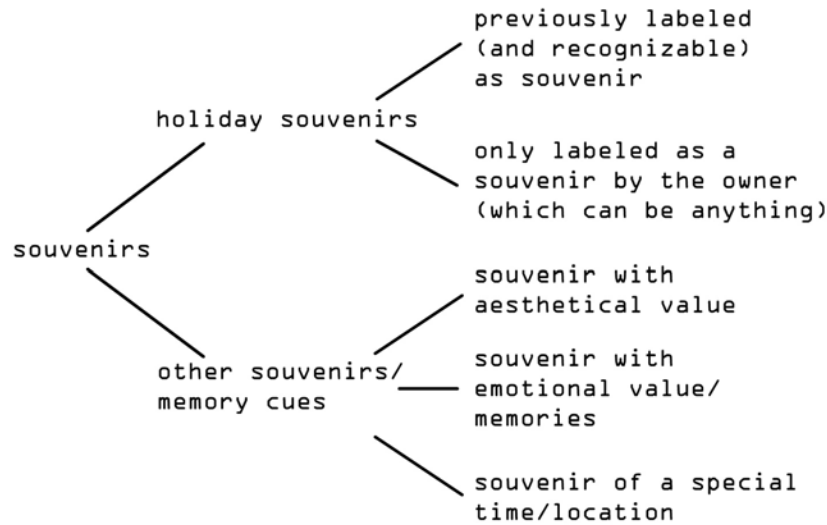 previously labeled
(and recognizable)
as souvenir
holiday souvenirs
only labeled as a
souvenir by the owner
(which can be anything)
souvenirs
souvenir with
aesthetical value
other souvenirs/
memory cues
souvenir with
emotional value/
memories
souvenir of a special
time/location